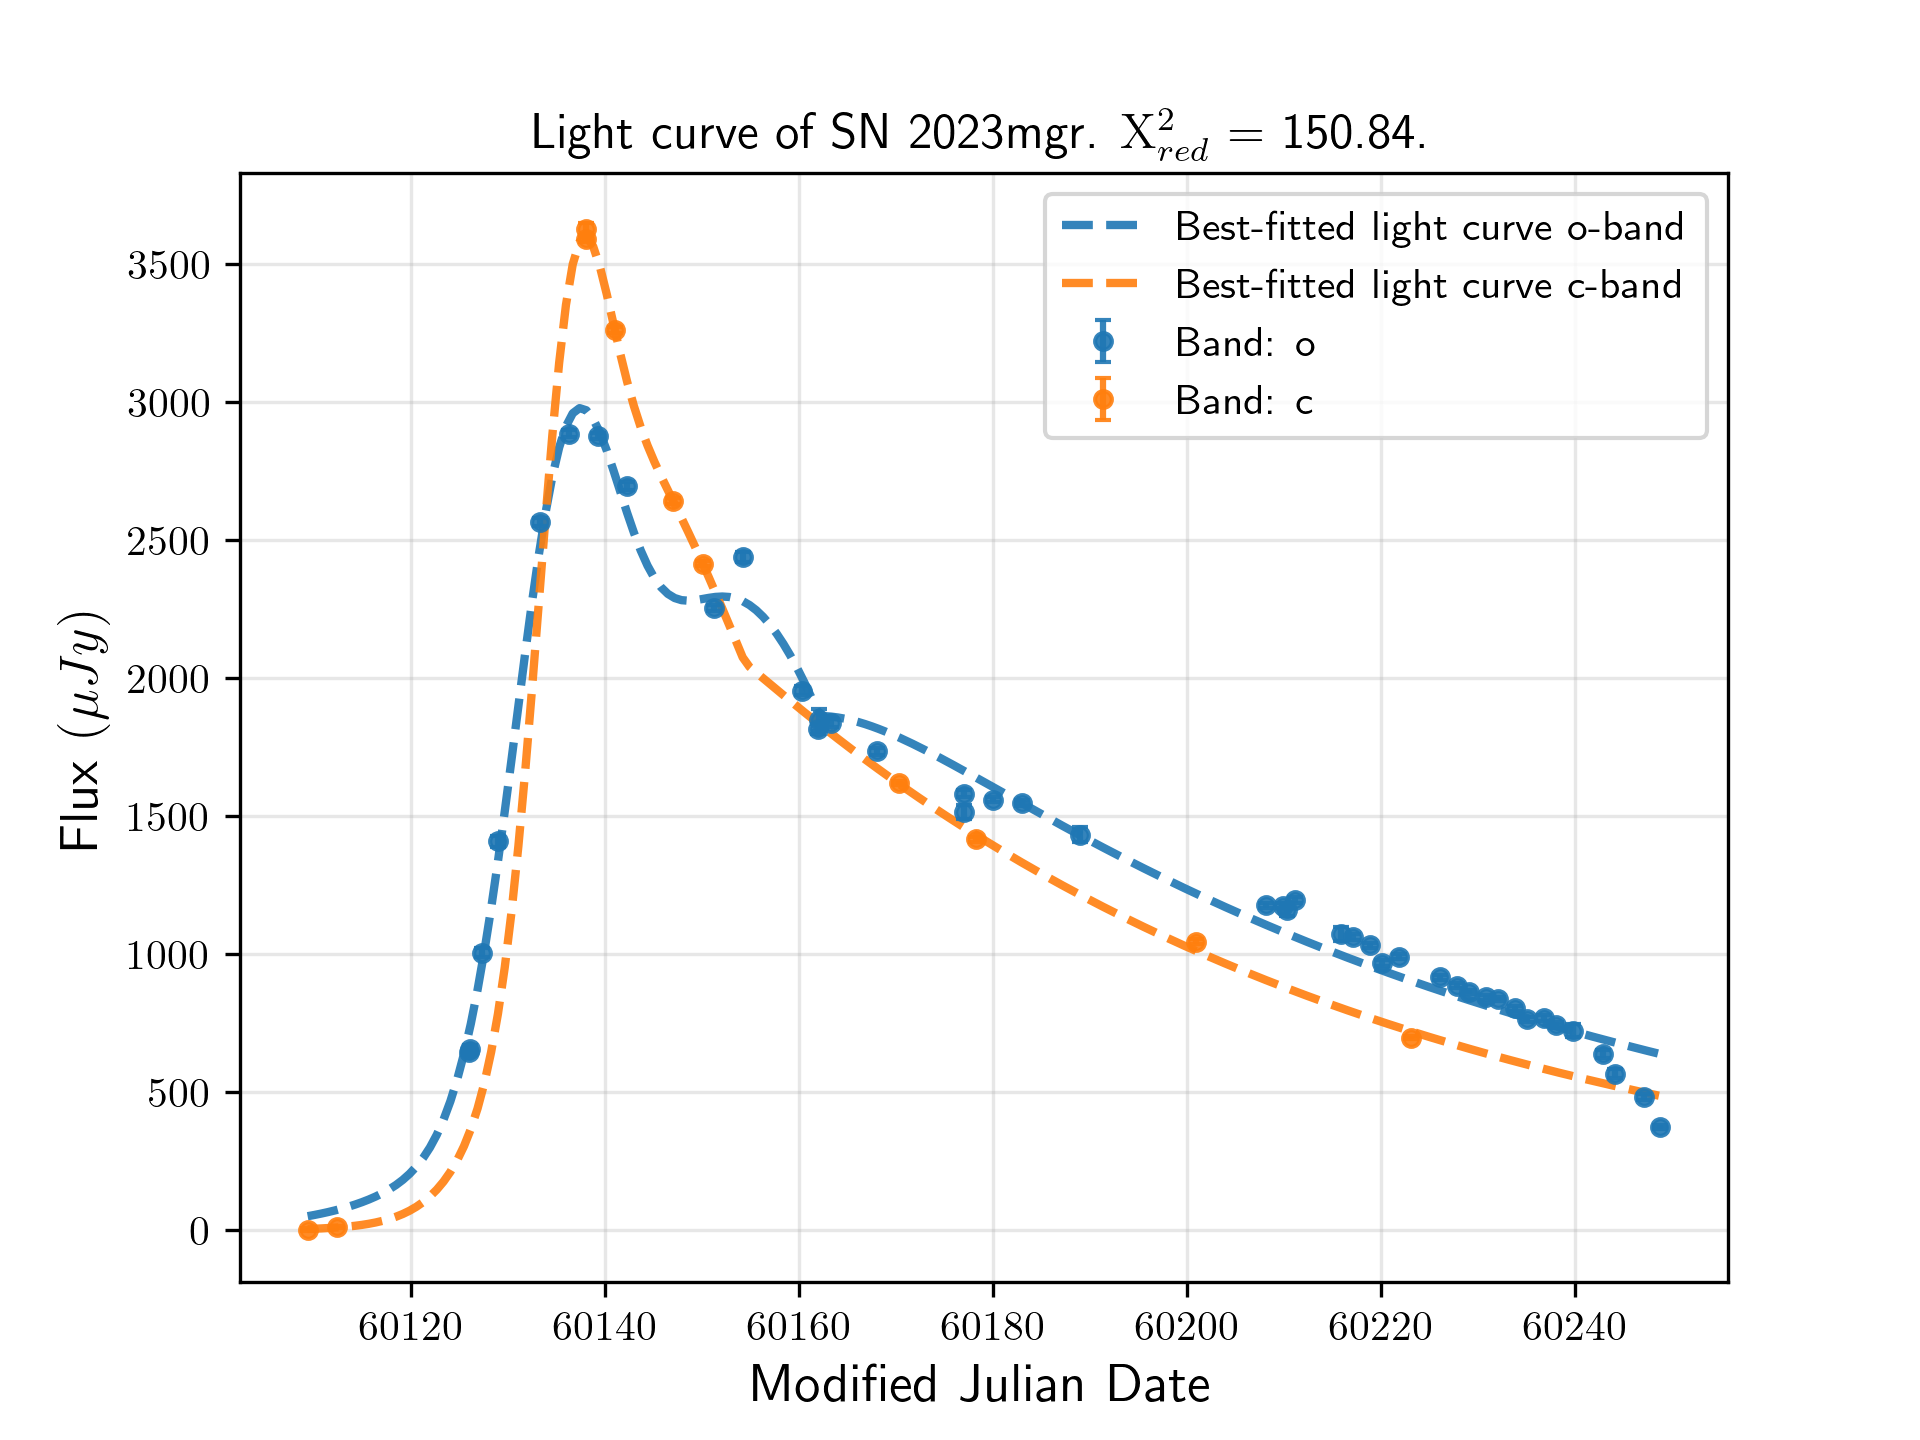 Light curve of SN 2023mgr. X²_red = 150.84.
Best-fitted light curve o-band
Best-fitted light curve c-band
Band: o
Band: c
Flux (μJy)
3500
3000
2500
2000
1500
1000
500
0
60120 60140 60160 60180 60200 60220 60240
Modified Julian Date